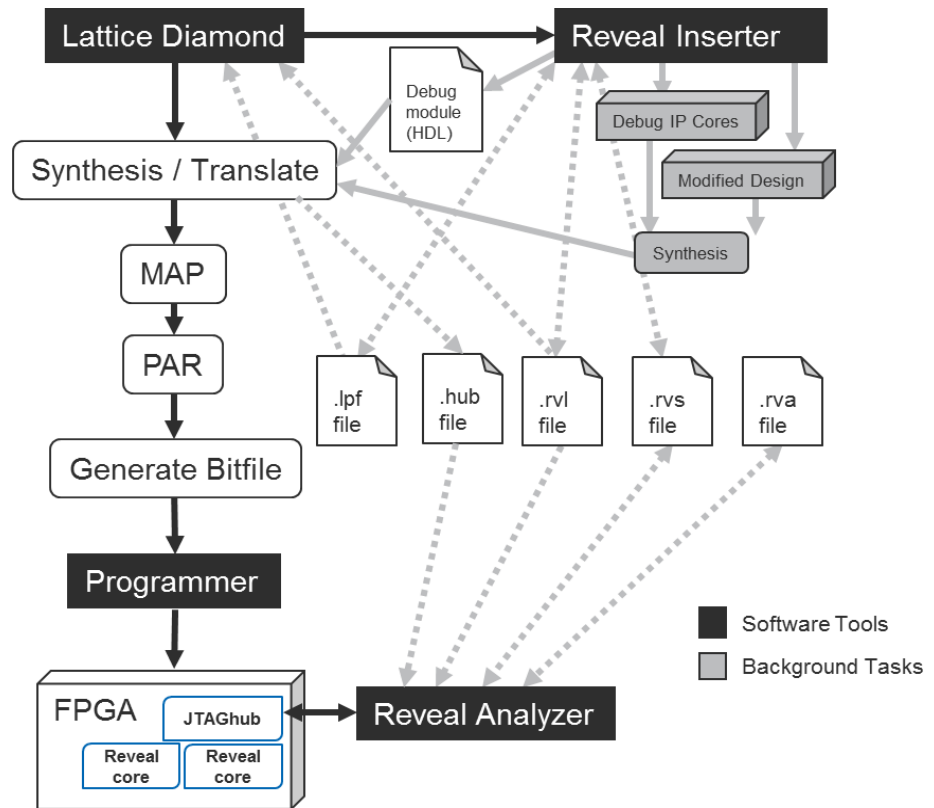 Lattice Diamond
Reveal Inserter
Debug
module
(HDL)
Debug IP Cores
Modified Design
Synthesis / Translate
Synthesis
MAP
PAR
.lpf
file
.hub
file
.rvl
file
.rvs
file
.rva
file
Generate Bitfile
Programmer
Software Tools
Background Tasks
FPGA
JTAGhub
Reveal
core
Reveal
core
Reveal Analyzer